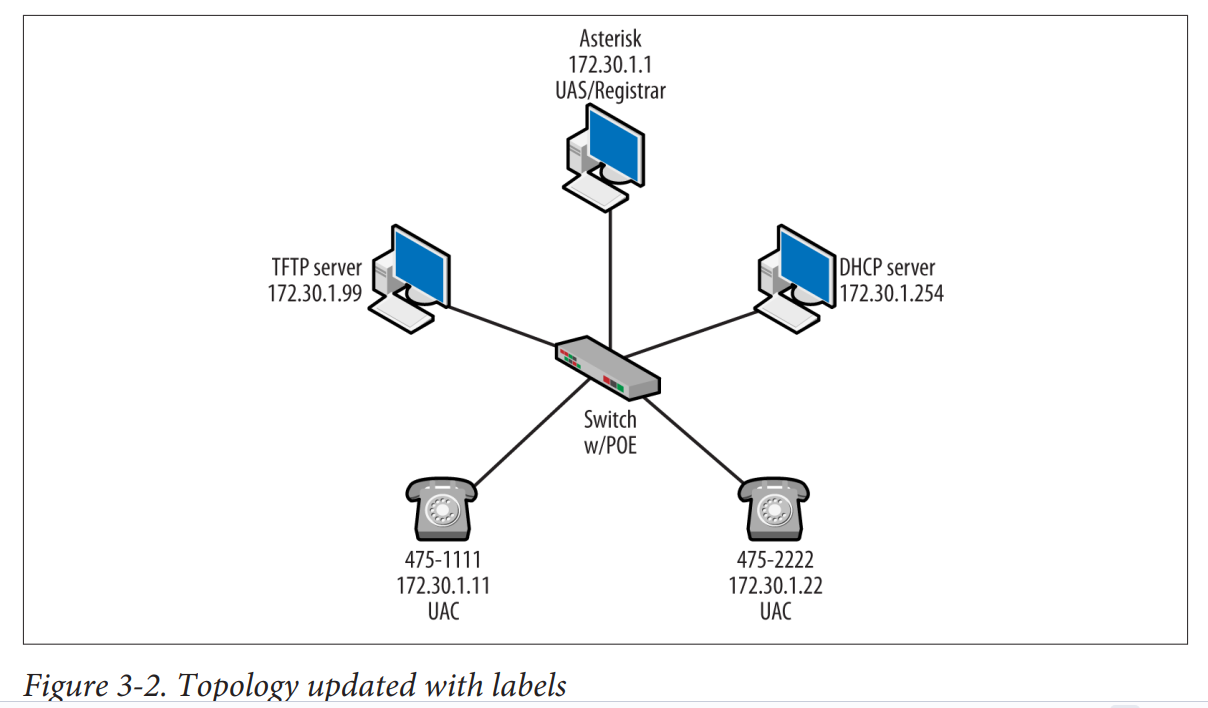 Asterisk
172.30.1.1
UAS/Registrar
TFTP server
172.30.1.99
DHCP server
172.30.1.254
Switch
w/POE
475-1111
172.30.1.11
UAC
475-2222
172.30.1.22
UAC
Figure 3-2. Topology updated with labels